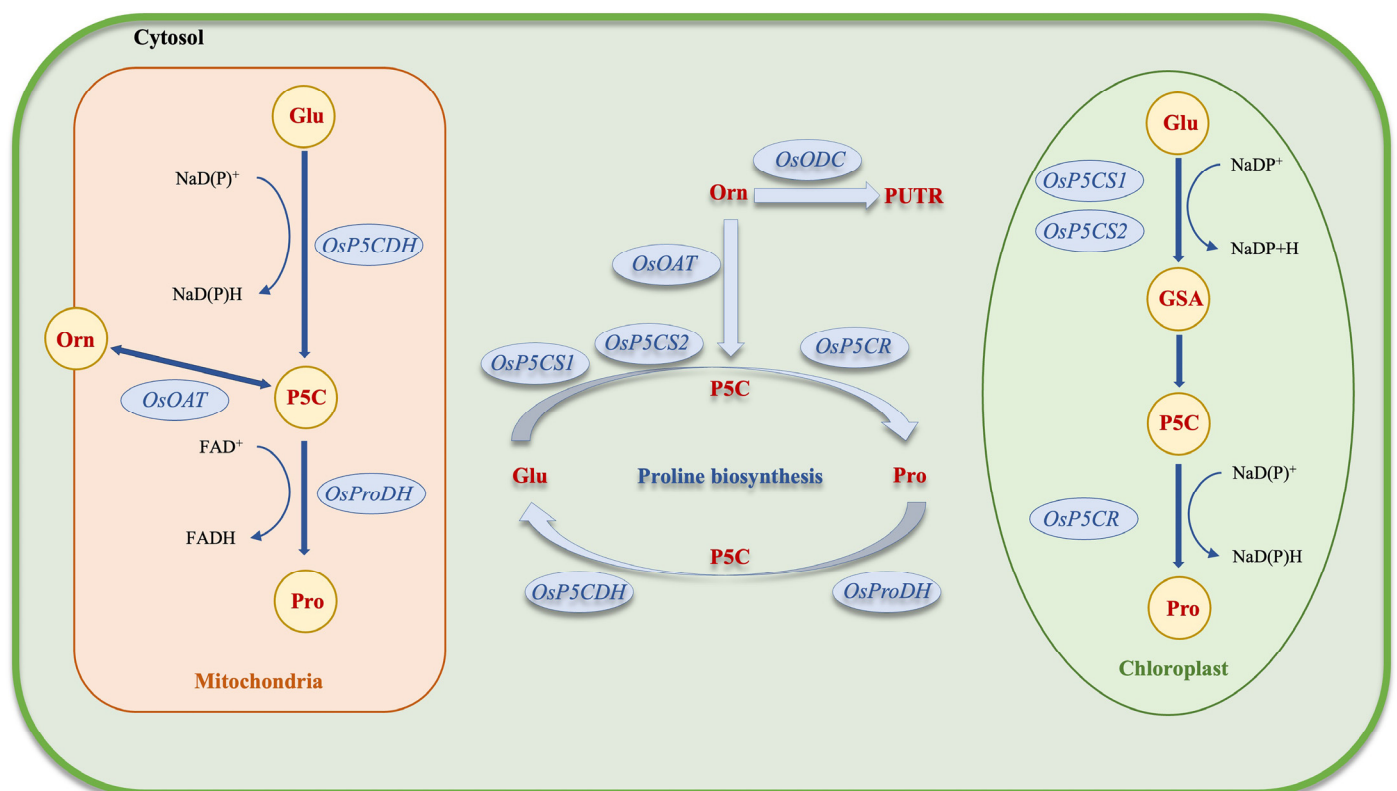 Cytosol
Glu
NaD(P)⁺
OsP5CDH
NaD(P)H
Orn
OsOAT
P5C
FAD⁺
OsProDH
FADH
Pro
Mitochondria
OsODC
Orn
PUTR
OsOAT
OsP5CS1
OsP5CS2
OsP5CR
P5C
Glu
Proline biosynthesis
Pro
P5C
OsP5CDH
OsProDH
Glu
OsP5CS1
NaDP⁺
OsP5CS2
NaDP+H
GSA
P5C
NaD(P)⁺
OsP5CR
NaD(P)H
Pro
Chloroplast